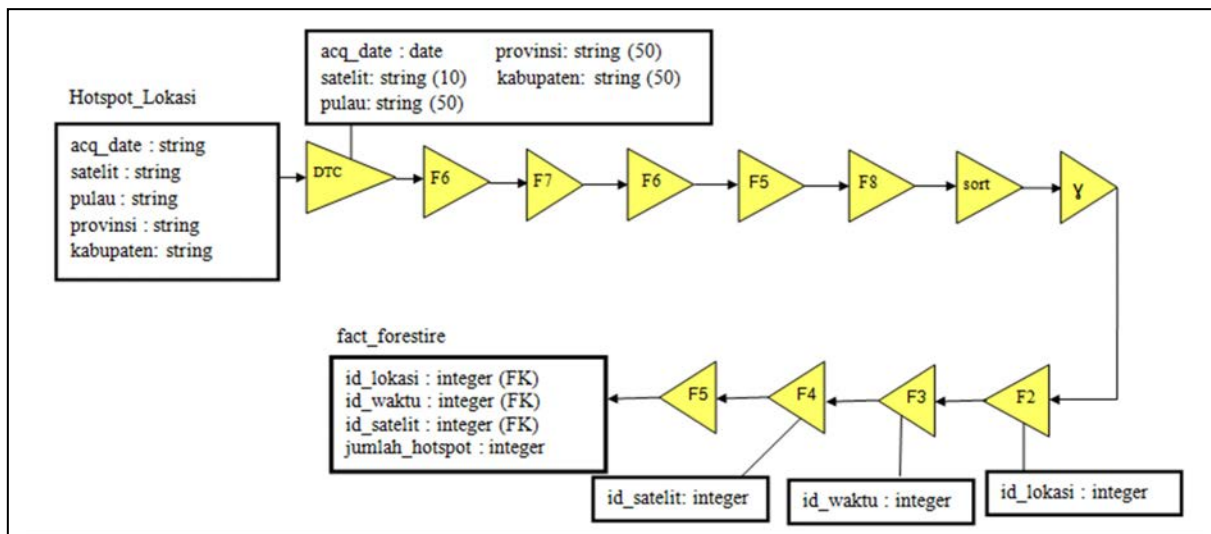 acq_date : date provinsi: string (50)
satelit: string (10) kabupaten: string (50)
pulau: string (50)
Hotspot_Lokasi
acq_date : string
satelit : string
pulau : string
provinsi : string
kabupaten: string
DTC
F6
F7
F6
F5
F8
sort
γ
fact_forestire
id_lokasi : integer (FK)
id_waktu : integer (FK)
id_satelit : integer (FK)
jumlah_hotspot : integer
F5
F4
F3
F2
id_satelit: integer
id_waktu : integer
id_lokasi : integer